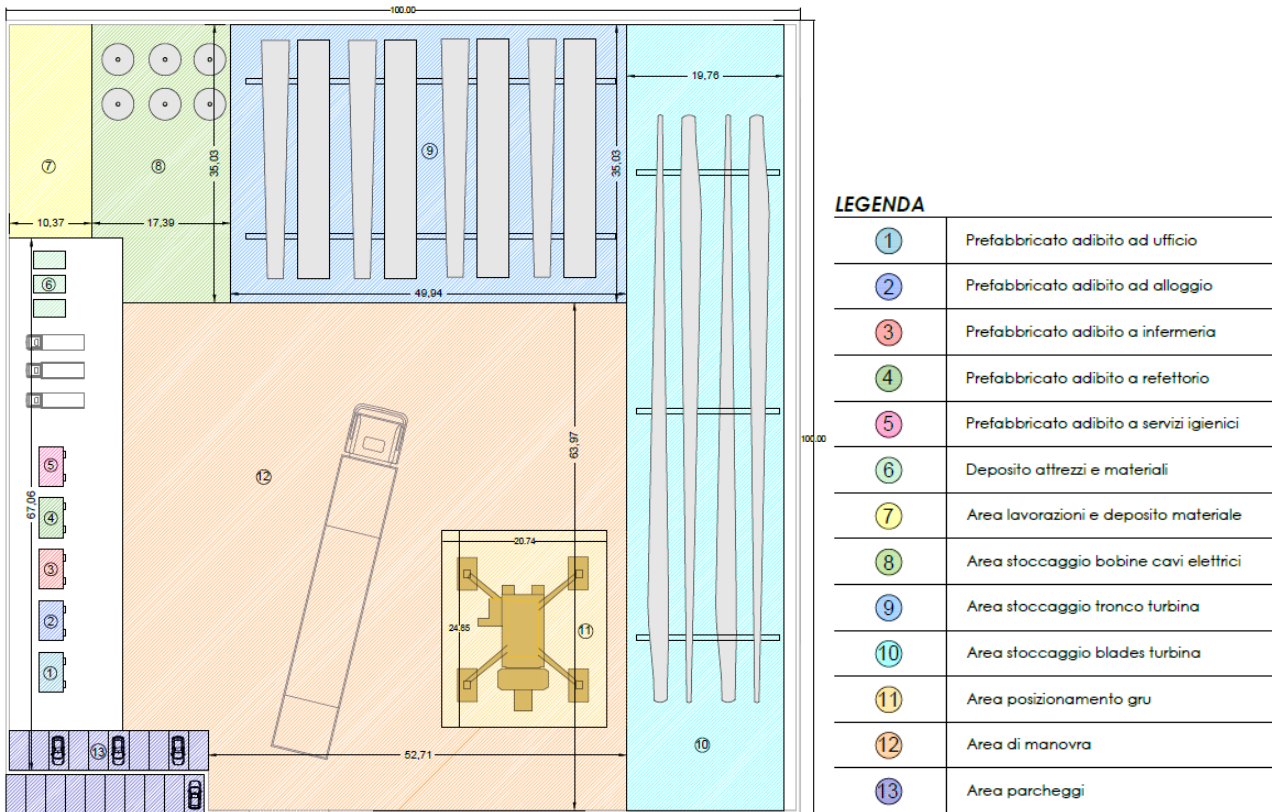 100.00
19,76
35,03
35,03
7
8
9
10,37
17,39
49,94
6
63,97
100.00
12
5
67,06
4
20.74
3
24.85
11
2
1
13
52,71
10
LEGENDA
1 Prefabbricato adibito ad ufficio
2 Prefabbricato adibito ad alloggio
3 Prefabbricato adibito a infermeria
4 Prefabbricato adibito a refettorio
5 Prefabbricato adibito a servizi igienici
6 Deposito attrezzi e materiali
7 Area lavorazioni e deposito materiale
8 Area stoccaggio bobine cavi elettrici
9 Area stoccaggio tronco turbina
10 Area stoccaggio blades turbina
11 Area posizionamento gru
12 Area di manovra
13 Area parcheggi